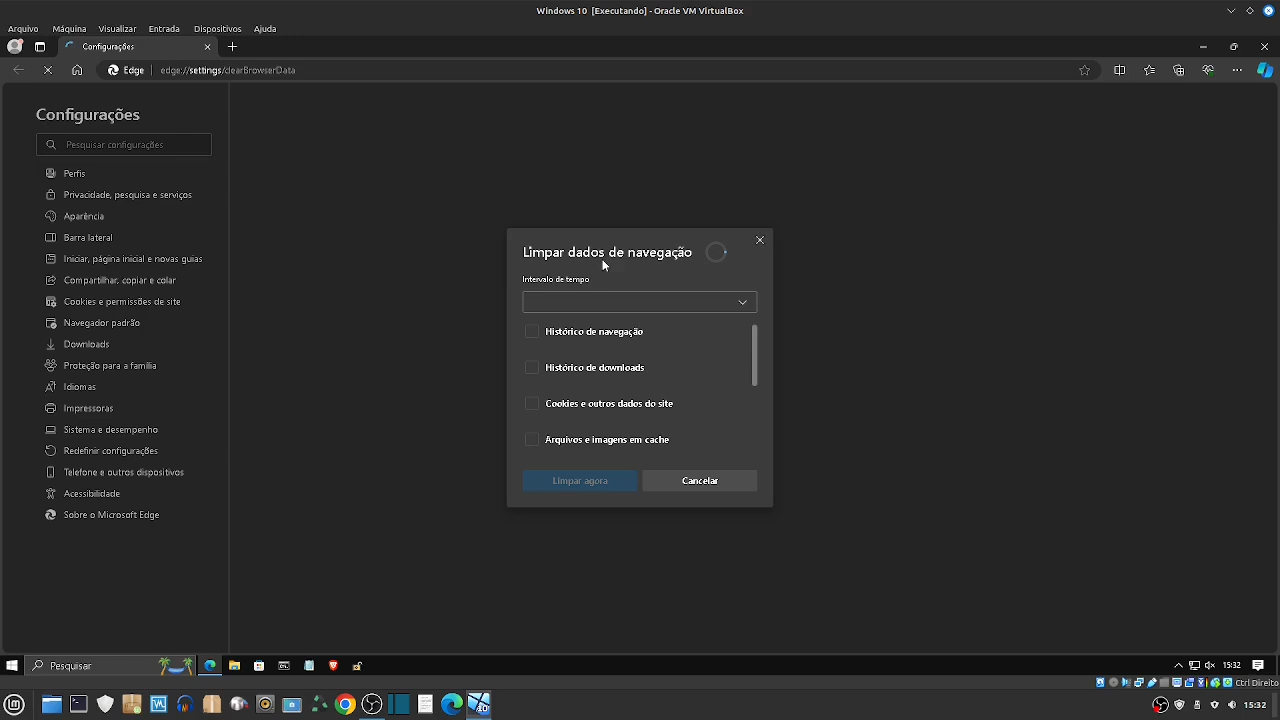 Windows 10 [Executando] - Oracle VM VirtualBox
Arquivo Máquina Visualizar Entrada Dispositivos Ajuda
Configurações
Edge edge://settings/clearBrowserData
Configurações
Pesquisar configurações
Perfis
Privacidade, pesquisa e serviços
Aparência
Barra lateral
Iniciar, página inicial e novas guias
Compartilhar, copiar e colar
Cookies e permissões de site
Navegador padrão
Downloads
Proteção para a família
Idiomas
Impressoras
Sistema e desempenho
Redefinir configurações
Telefone e outros dispositivos
Acessibilidade
Sobre o Microsoft Edge
Limpar dados de navegação
Intervalo de tempo
Histórico de navegação
Histórico de downloads
Cookies e outros dados do site
Arquivos e imagens em cache
Limpar agora Cancelar
Pesquisar 15:32
Ctrl Direito
15:32